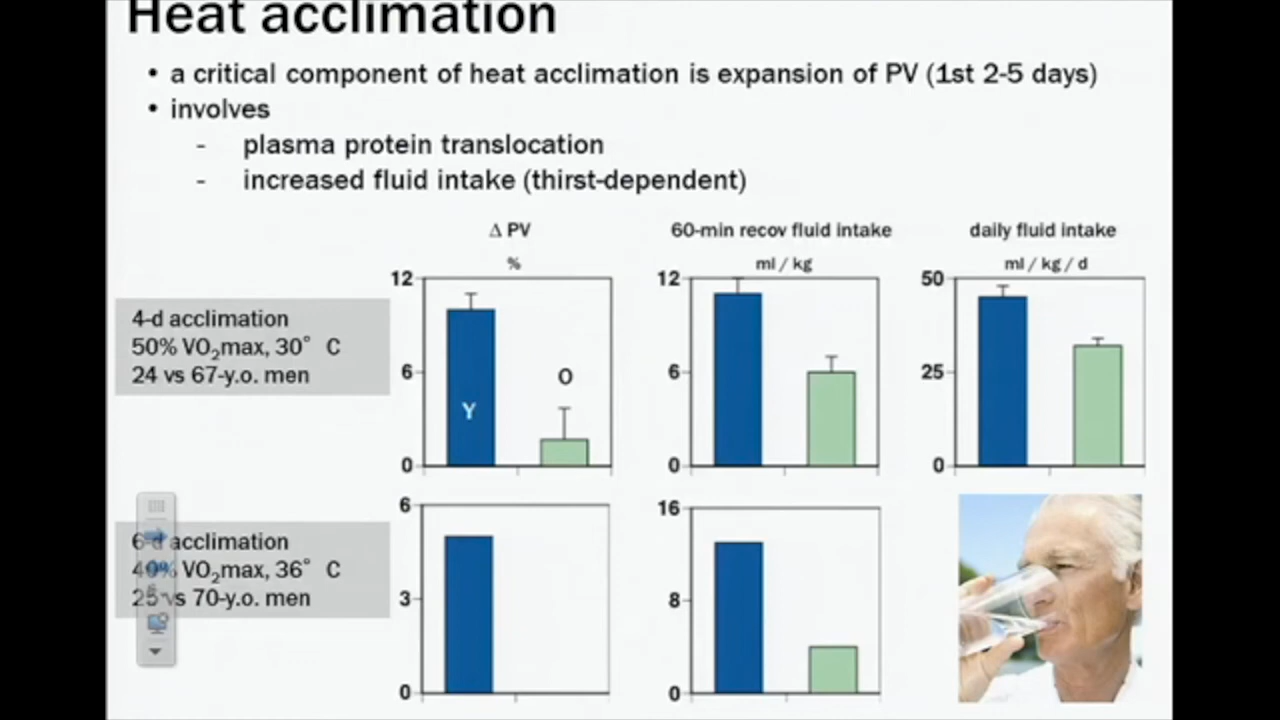 Heat acclimation
• a critical component of heat acclimation is expansion of PV (1st 2-5 days)
• involves
- plasma protein translocation
- increased fluid intake (thirst-dependent)
Δ PV
%
60-min recov fluid intake
ml / kg
daily fluid intake
ml / kg / d
4-d acclimation
50% VO₂max, 30° C
24 vs 67-y.o. men
12
6
0
Y
O
12
6
0
50
25
0
6-d acclimation
40% VO₂max, 36° C
25 vs 70-y.o. men
6
3
0
16
8
0